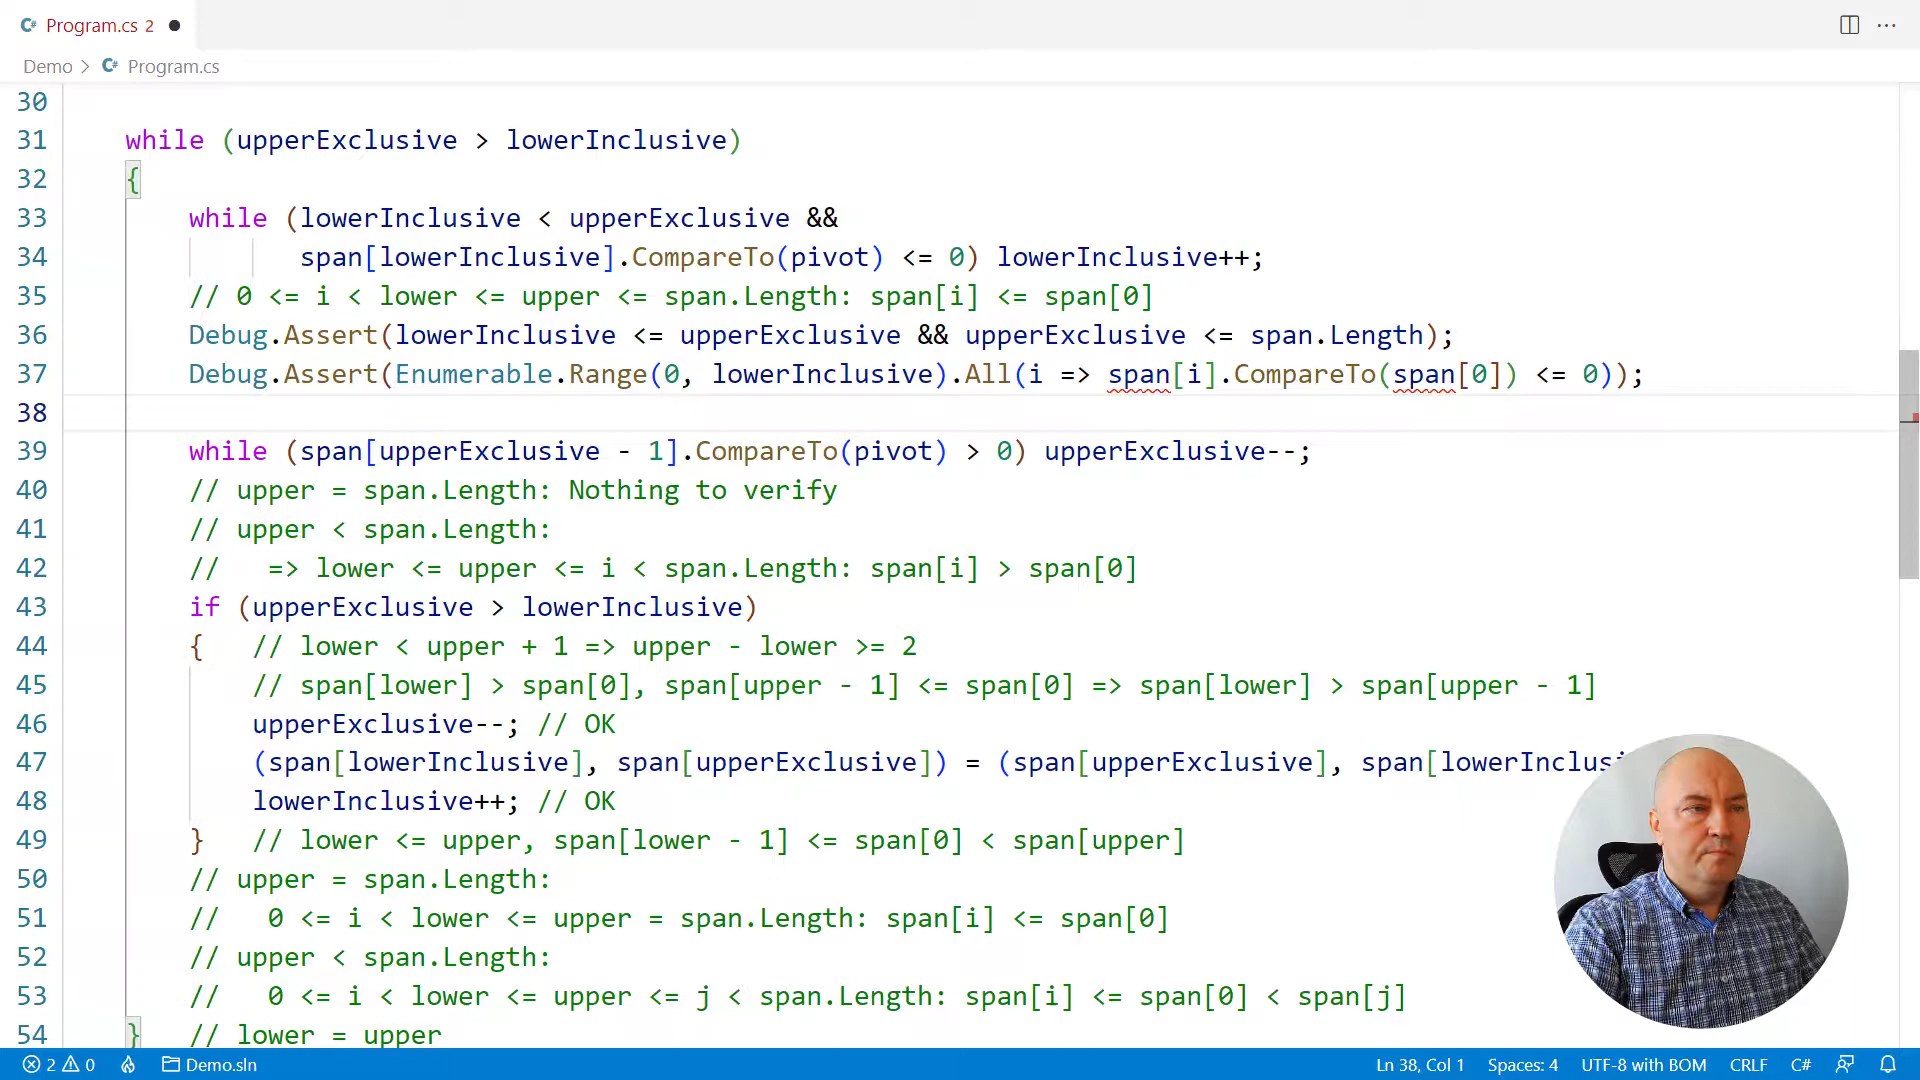 C# Program.cs 2
Demo > C# Program.cs
30
31 while (upperExclusive > lowerInclusive)
32 {
33 while (lowerInclusive < upperExclusive &&
34 span[lowerInclusive].CompareTo(pivot) <= 0) lowerInclusive++;
35 // 0 <= i < lower <= upper <= span.Length: span[i] <= span[0]
36 Debug.Assert(lowerInclusive <= upperExclusive && upperExclusive <= span.Length);
37 Debug.Assert(Enumerable.Range(0, lowerInclusive).All(i => span[i].CompareTo(span[0]) <= 0));
38
39 while (span[upperExclusive - 1].CompareTo(pivot) > 0) upperExclusive--;
40 // upper = span.Length: Nothing to verify
41 // upper < span.Length:
42 //   => lower <= upper <= i < span.Length: span[i] > span[0]
43 if (upperExclusive > lowerInclusive)
44 {   // lower < upper + 1 => upper - lower >= 2
45 // span[lower] > span[0], span[upper - 1] <= span[0] => span[lower] > span[upper - 1]
46 upperExclusive--; // OK
47 (span[lowerInclusive], span[upperExclusive]) = (span[upperExclusive], span[lowerInclusi
48 lowerInclusive++; // OK
49 }   // lower <= upper, span[lower - 1] <= span[0] < span[upper]
50 // upper = span.Length:
51 //   0 <= i < lower <= upper = span.Length: span[i] <= span[0]
52 // upper < span.Length:
53 //   0 <= i < lower <= upper <= j < span.Length: span[i] <= span[0] < span[j]
54 } // lower = upper
2 0 Demo.sln Ln 38, Col 1 Spaces: 4 UTF-8 with BOM CRLF C#